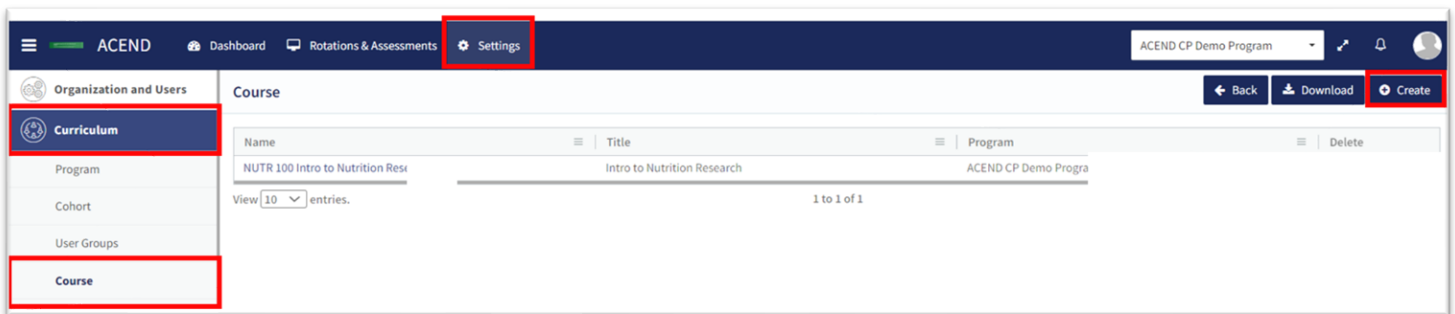 ACEND Dashboard Rotations & Assessments Settings ACEND CP Demo Program
Organization and Users
Course Back Download Create
Curriculum
Name Title Program Delete
Program
NUTR 100 Intro to Nutrition Intro to Nutrition Research ACEND CP Demo
View 10 entries. 1 to 1 of 1
Cohort
User Groups
Course